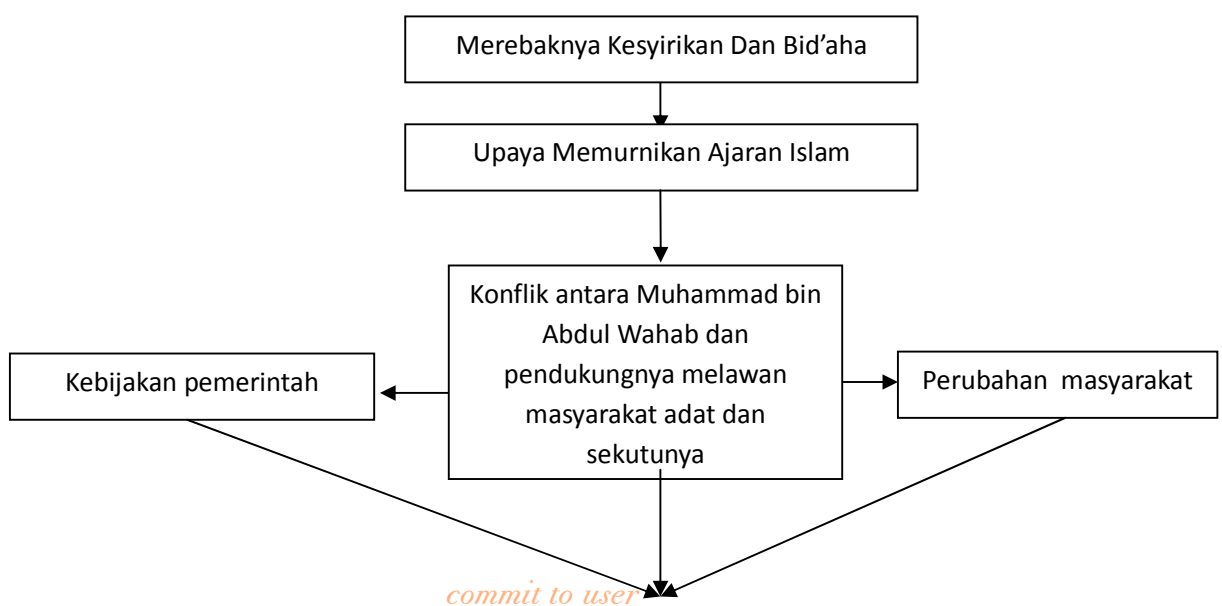 Merebaknya Kesyirikan Dan Bid’aha
Upaya Memurnikan Ajaran Islam
Konflik antara Muhammad bin
Abdul Wahab dan
pendukungnya melawan
masyarakat adat dan
sekutunya
Kebijakan pemerintah
Perubahan masyarakat
commit to user